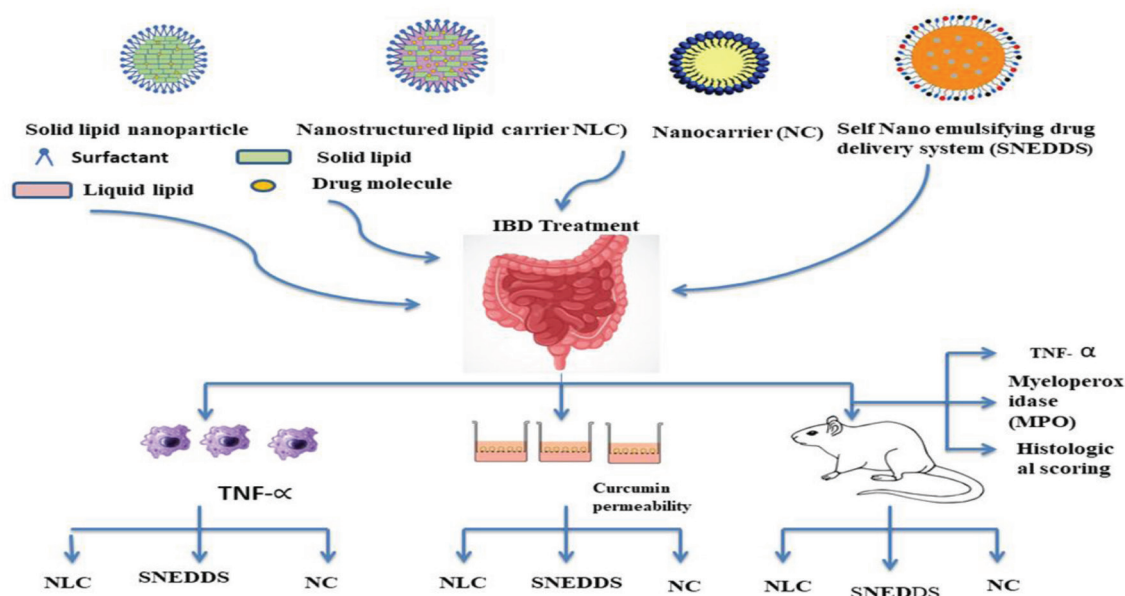 Solid lipid nanoparticle
Nanostructured lipid carrier NLC)
Nanocarrier (NC)
Self Nano emulsifying drug
delivery system (SNEDDS)
Surfactant
Solid lipid
Liquid lipid
Drug molecule
IBD Treatment
TNF- α
Myeloperox
idase
(MPO)
Histologic
al scoring
TNF-∝
Curcumin
permeability
NLC
SNEDDS
NC
NLC
SNEDDS
NC
NLC
SNEDDS
NC